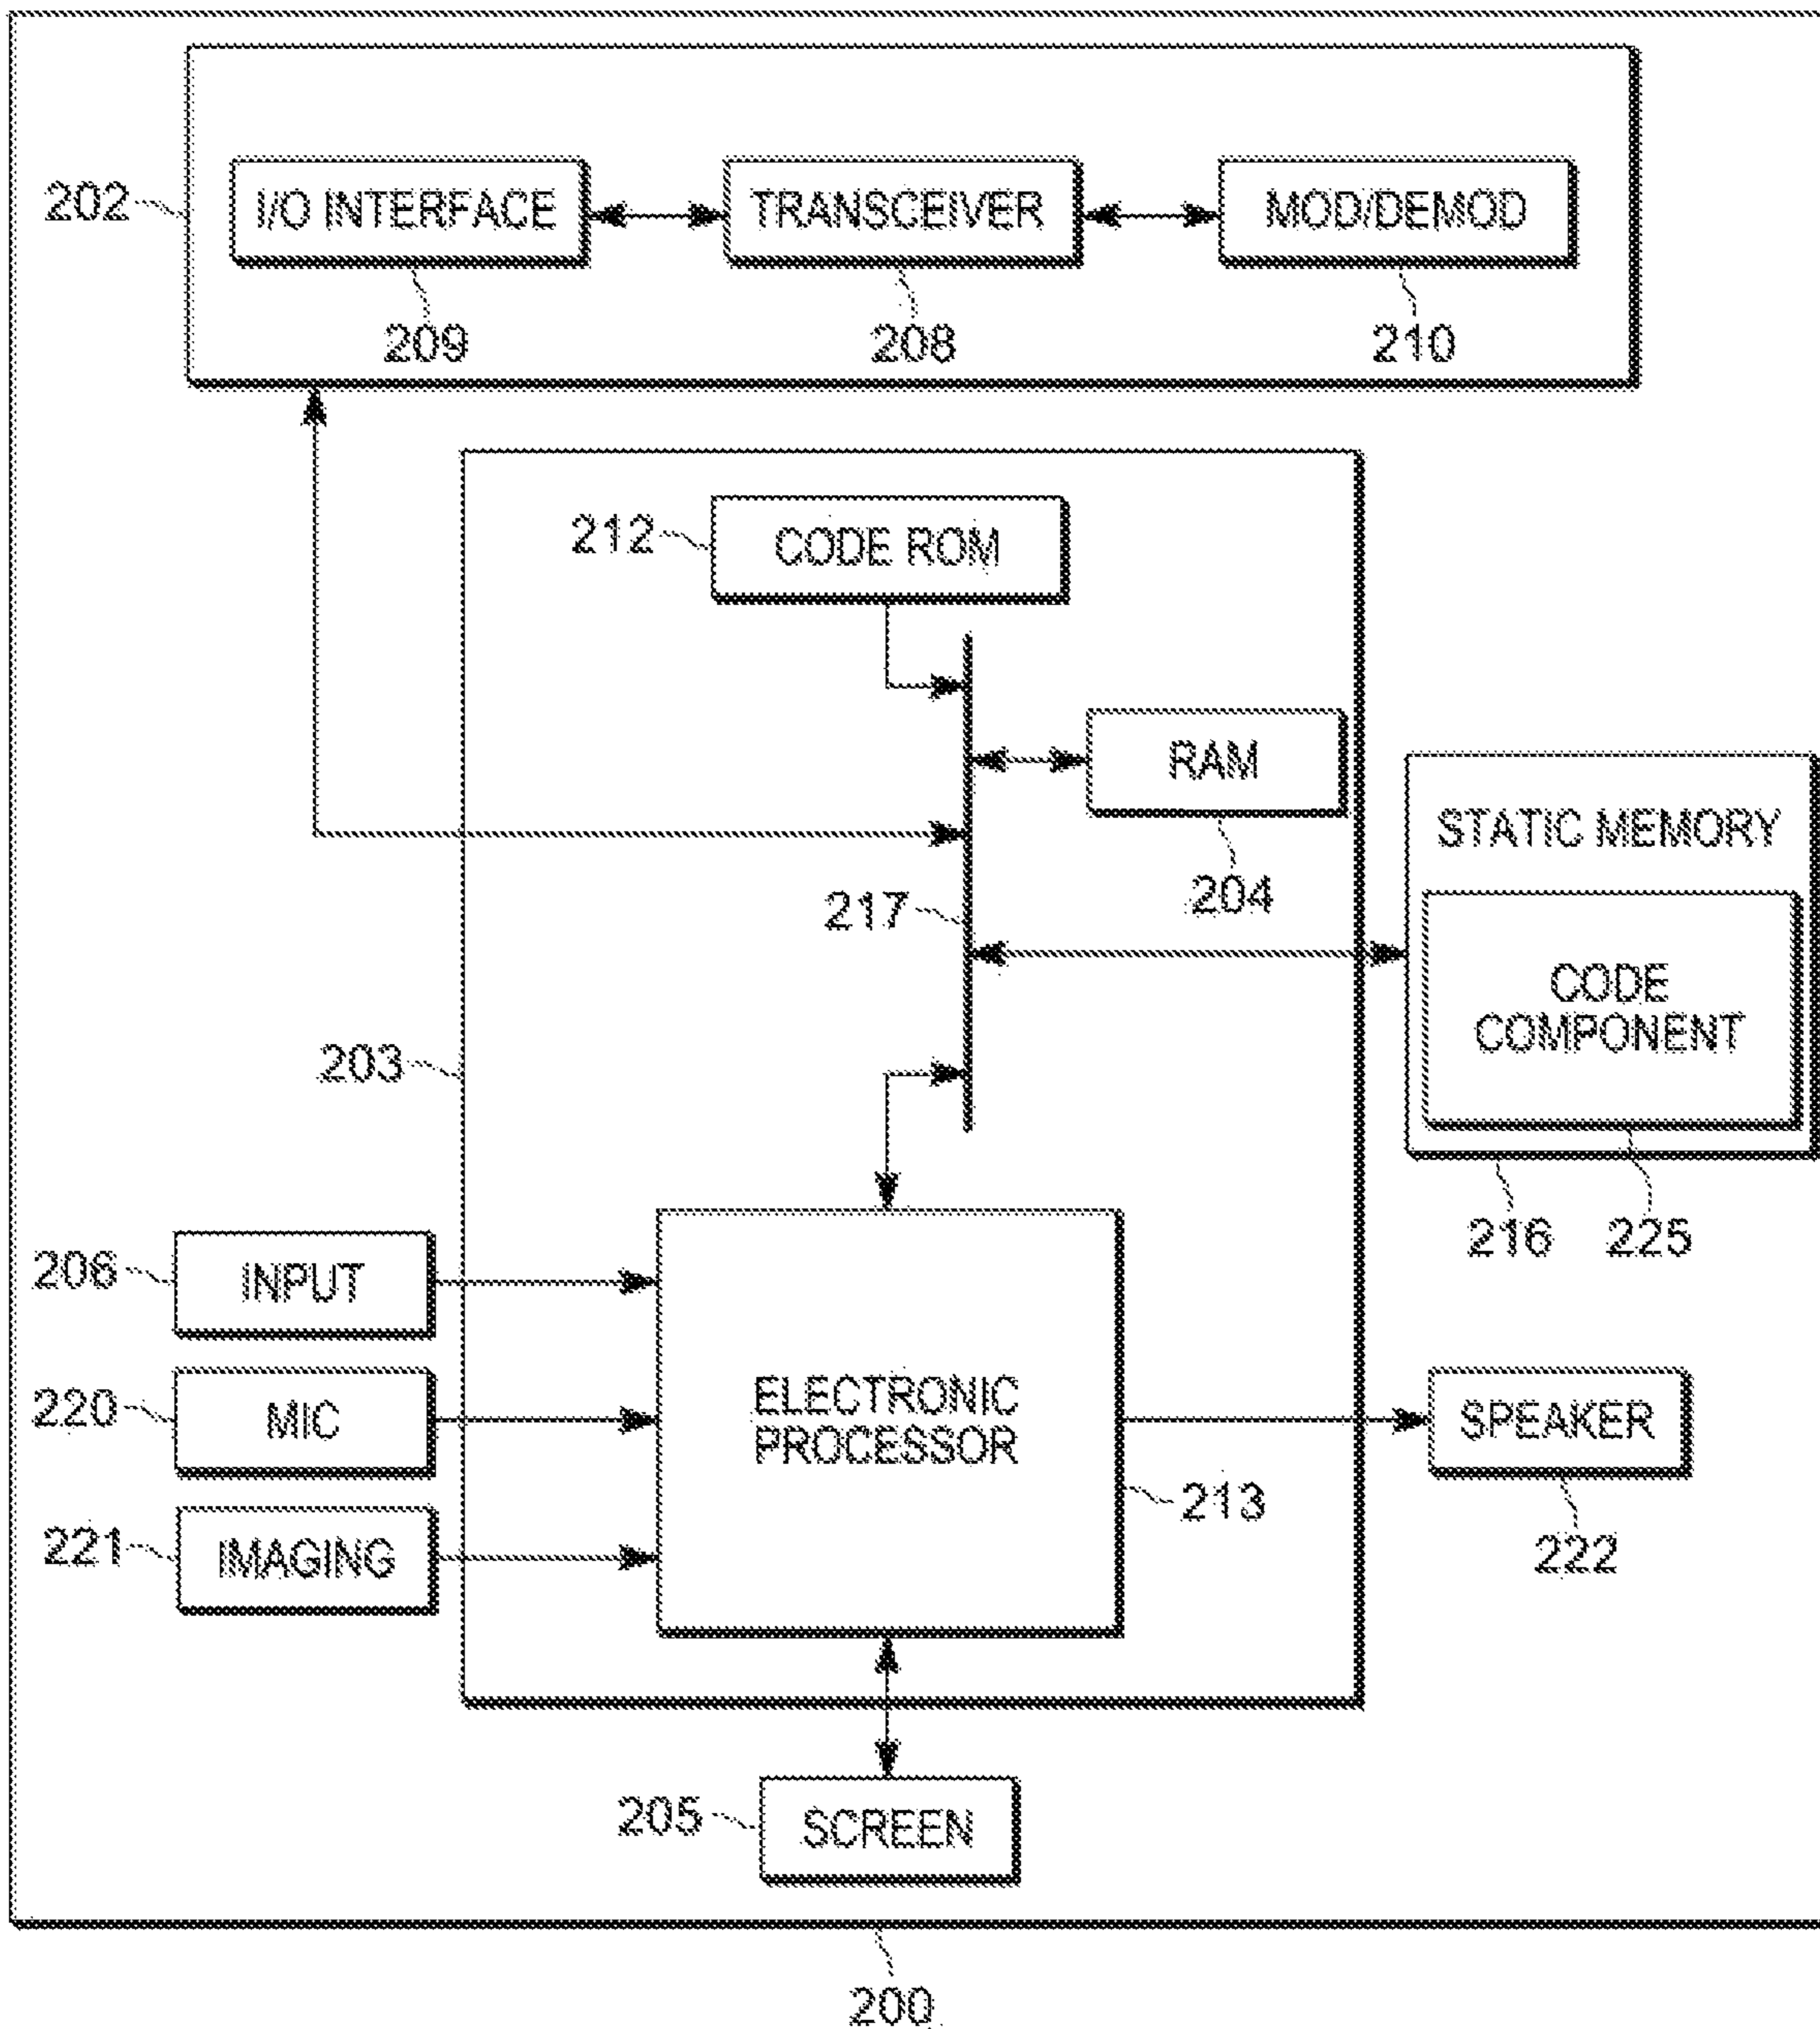 202
I/O INTERFACE
TRANSCEIVER
MOD/DEMOD
209
208
210
212
CODE ROM
RAM
204
217
STATIC MEMORY
CODE
COMPONENT
203
216
225
206
INPUT
220
MIC
ELECTRONIC
PROCESSOR
SPEAKER
213
222
221
IMAGING
205
SCREEN
200